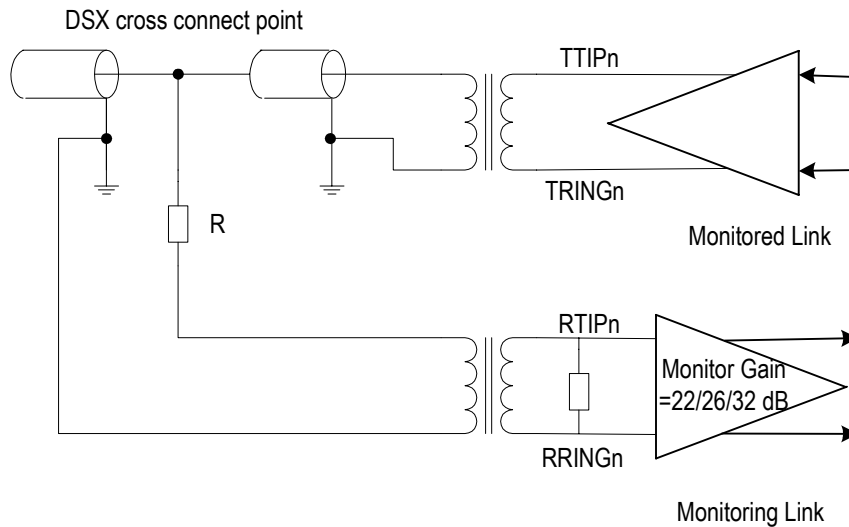 DSX cross connect point
TTIPn
TRINGn
R
Monitored Link
RTIPn
Monitor Gain
=22/26/32 dB
RRINGn
Monitoring Link